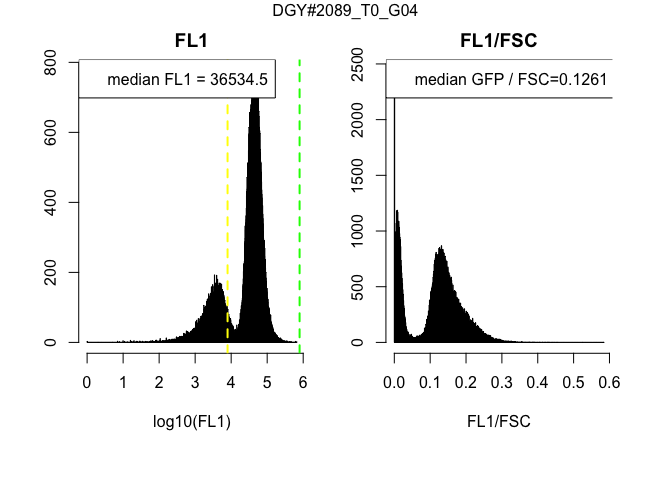 DGY#2089_T0_G04
FL1
median FL1 = 36534.5
0 200 400 600 800
0 1 2 3 4 5 6
log10(FL1)
FL1/FSC
median GFP / FSC=0.1261
0 500 1000 1500 2000 2500
0.0 0.1 0.2 0.3 0.4 0.5 0.6
FL1/FSC